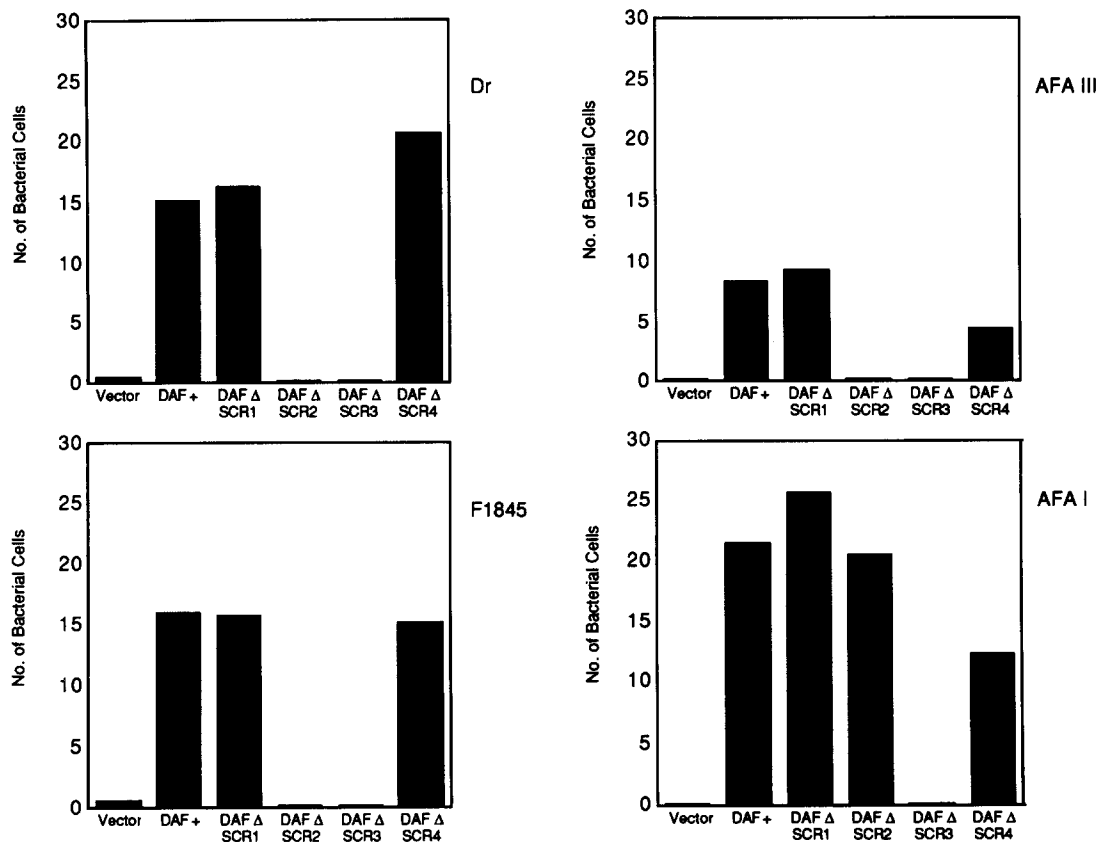 30
25
20
15
10
5
0
No. of Bacterial Cells
Vector DAF + DAF Δ DAF Δ DAF Δ DAF Δ
SCR1 SCR2 SCR3 SCR4
Dr
30
25
20
15
10
5
0
No. of Bacterial Cells
Vector DAF + DAF Δ DAF Δ DAF Δ DAF Δ
SCR1 SCR2 SCR3 SCR4
AFA III
30
25
20
15
10
5
0
No. of Bacterial Cells
Vector DAF + DAF Δ DAF Δ DAF Δ DAF Δ
SCR1 SCR2 SCR3 SCR4
F1845
30
25
20
15
10
5
0
No. of Bacterial Cells
Vector DAF + DAF Δ DAF Δ DAF Δ DAF Δ
SCR1 SCR2 SCR3 SCR4
AFA I